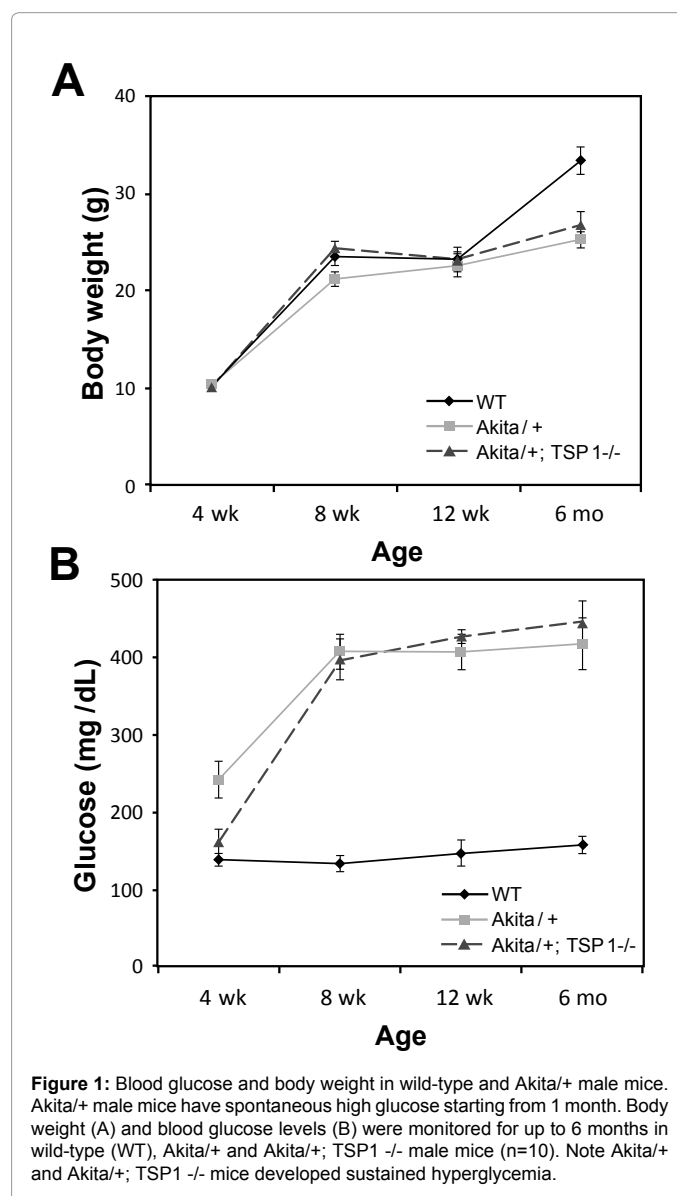 A
40
30
20
10
0
Body weight (g)
WT
Akita/+
Akita/+; TSP1-/-
4 wk 8 wk 12 wk 6 mo
Age
B
500
400
300
200
100
0
Glucose (mg/dL)
WT
Akita/+
Akita/+; TSP1-/-
4 wk 8 wk 12 wk 6 mo
Age
Figure 1: Blood glucose and body weight in wild-type and Akita/+ male mice.
Akita/+ male mice have spontaneous high glucose starting from 1 month. Body
weight (A) and blood glucose levels (B) were monitored for up to 6 months in
wild-type (WT), Akita/+ and Akita/+; TSP1 -/- male mice (n=10). Note Akita/+
and Akita/+; TSP1 -/- mice developed sustained hyperglycemia.